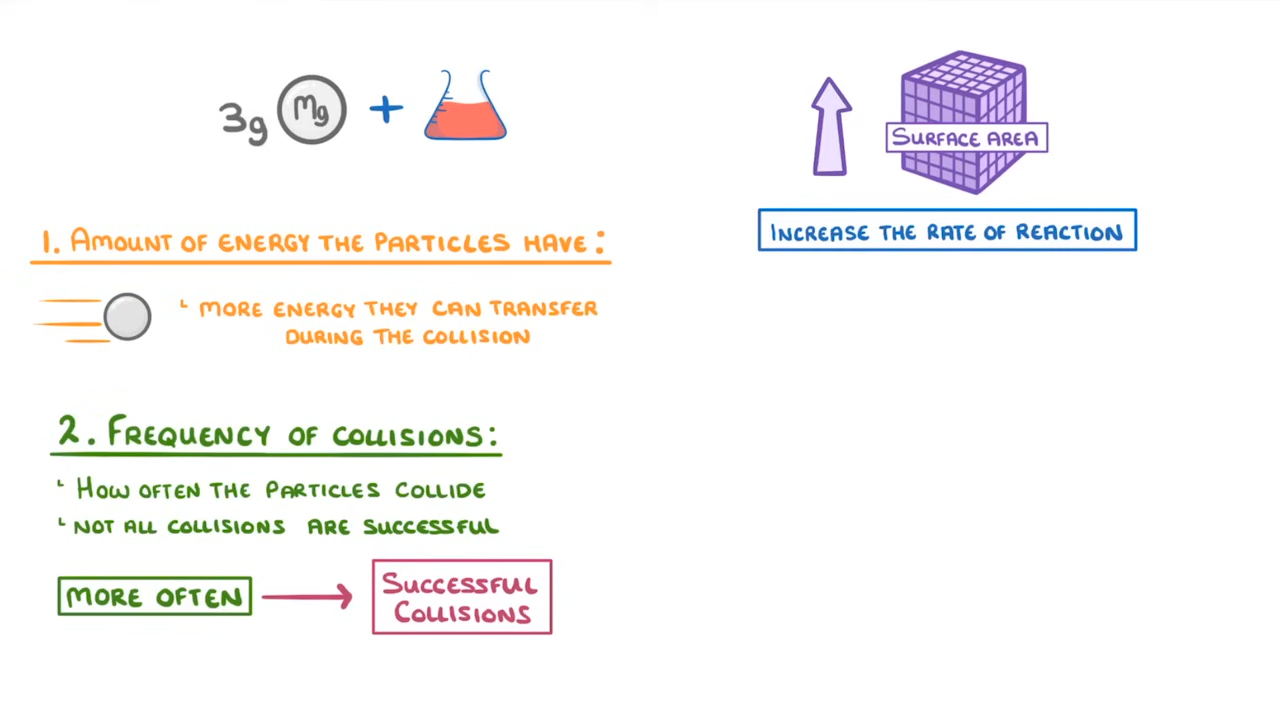 3g Mg +
1. AMOUNT OF ENERGY THE PARTICLES HAVE:
MORE ENERGY THEY CAN TRANSFER
DURING THE COLLISION
2. FREQUENCY OF COLLISIONS:
HOW OFTEN THE PARTICLES COLLIDE
NOT ALL COLLISIONS ARE SUCCESSFUL
MORE OFTEN
SUCCESSFUL
COLLISIONS
SURFACE AREA
INCREASE THE RATE OF REACTION